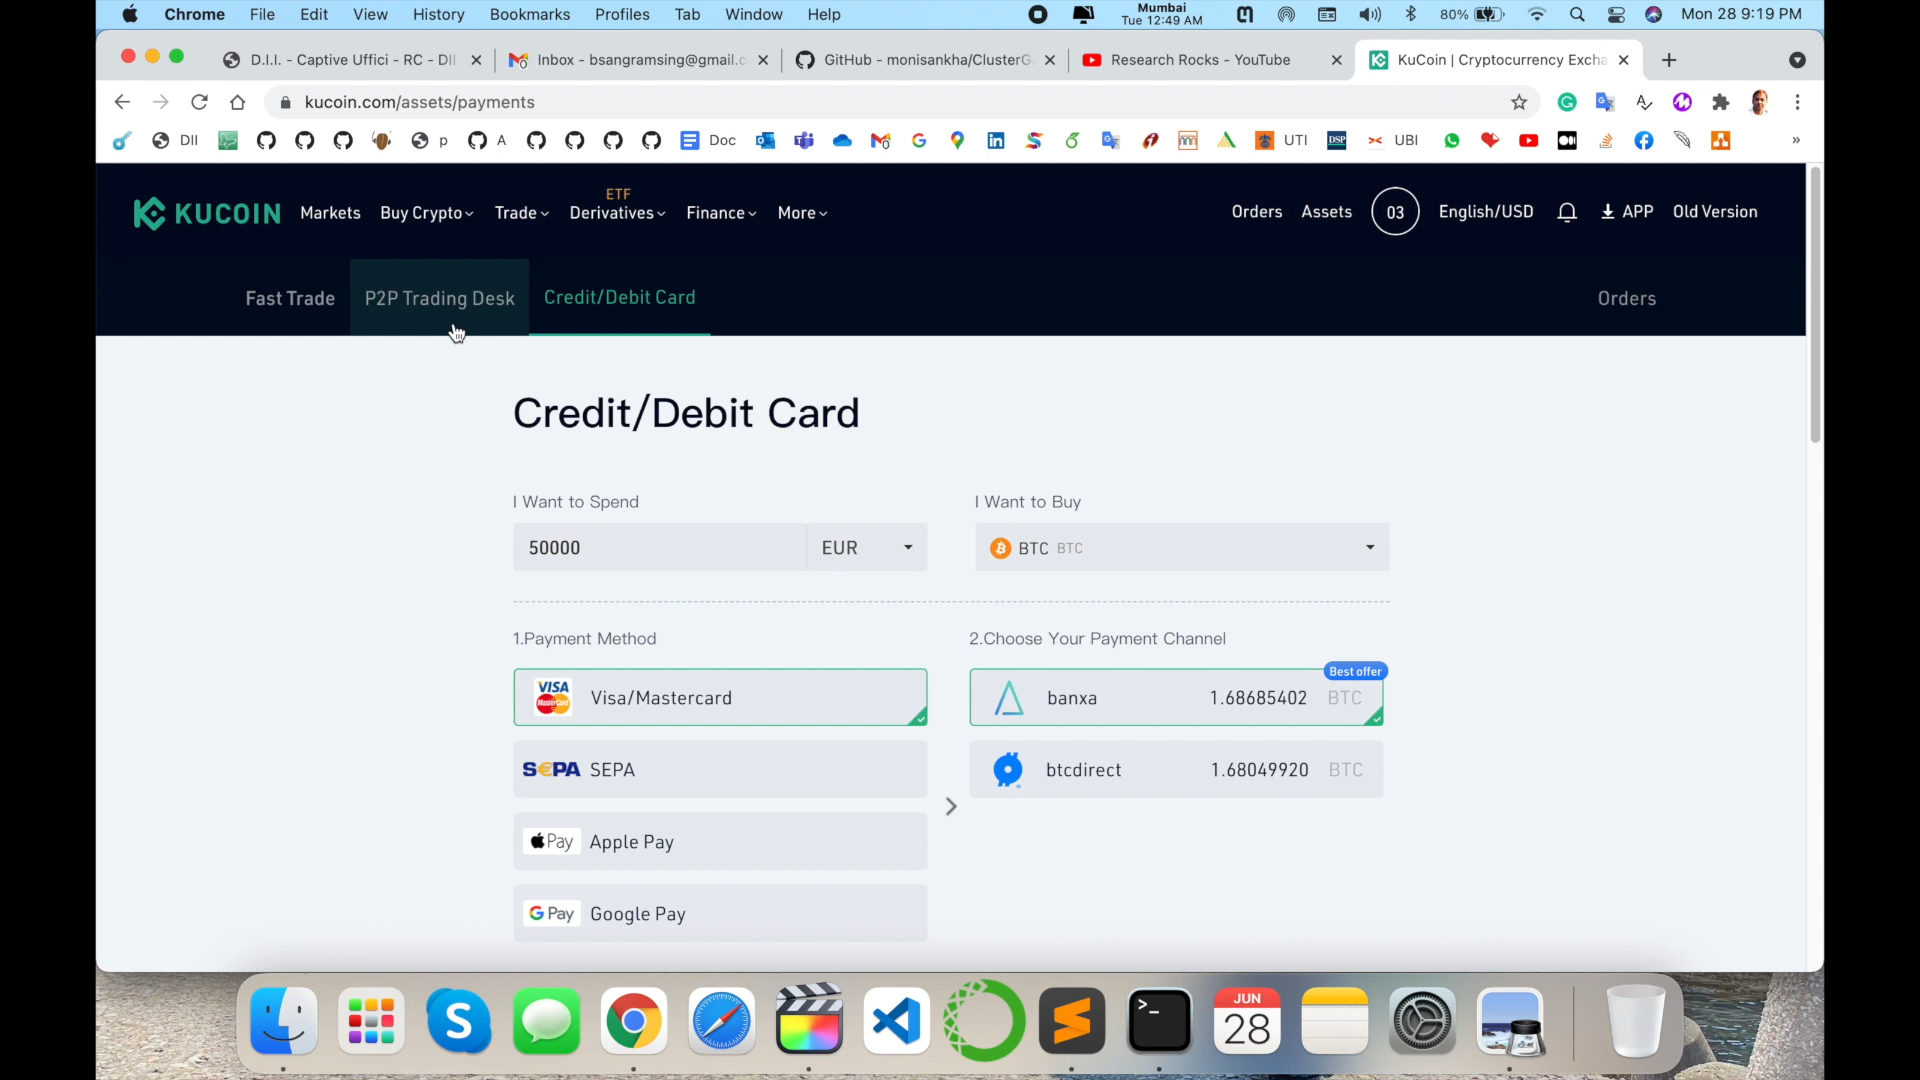 Chrome File Edit View History Bookmarks Profiles Tab Window Help Mumbai Tue 12:49 AM 80% Mon 28 9:19 PM
D.I.I. - Captive Uffici - RC - DII Inbox - bsangramsing@gmail.c GitHub - monisankha/ClusterG Research Rocks - YouTube KuCoin | Cryptocurrency Excha
kucoin.com/assets/payments
DII p A Doc UTI DSP UBI »
ETF
KUCOIN Markets Buy Crypto Trade Derivatives Finance More Orders Assets 03 English/USD APP Old Version
Fast Trade P2P Trading Desk Credit/Debit Card Orders
Credit/Debit Card
I Want to Spend I Want to Buy
50000 EUR BTC BTC
1.Payment Method 2.Choose Your Payment Channel
Best offer
VISA MasterCard Visa/Mastercard banxa 1.68685402 BTC
SEPA SEPA btcdirect 1.68049920 BTC
Pay Apple Pay
G Pay Google Pay
JUN
28